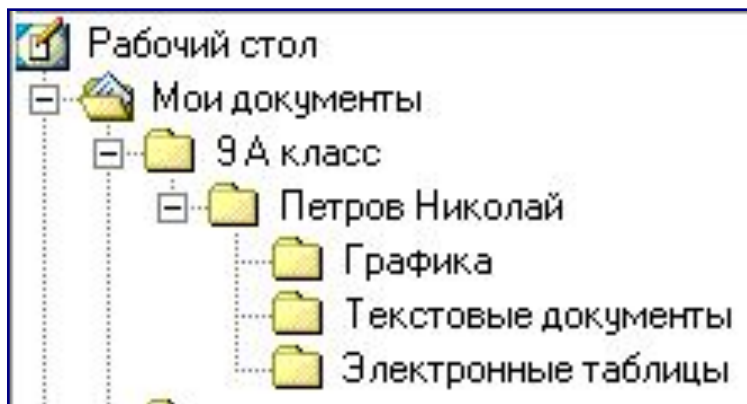 Рабочий стол
Мои документы
9 А класс
Петров Николай
Графика
Текстовые документы
Электронные таблицы